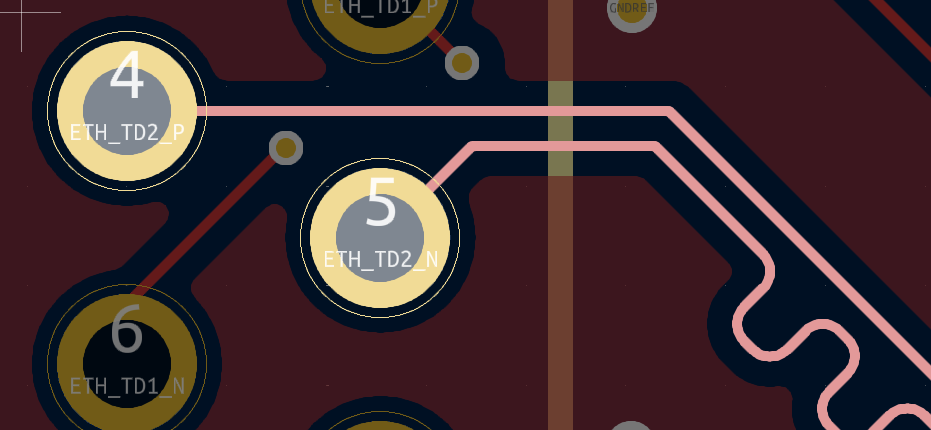 ETH_TD1_P
GNDREF
4
ETH_TD2_P
5
ETH_TD2_N
6
ETH_TD1_N